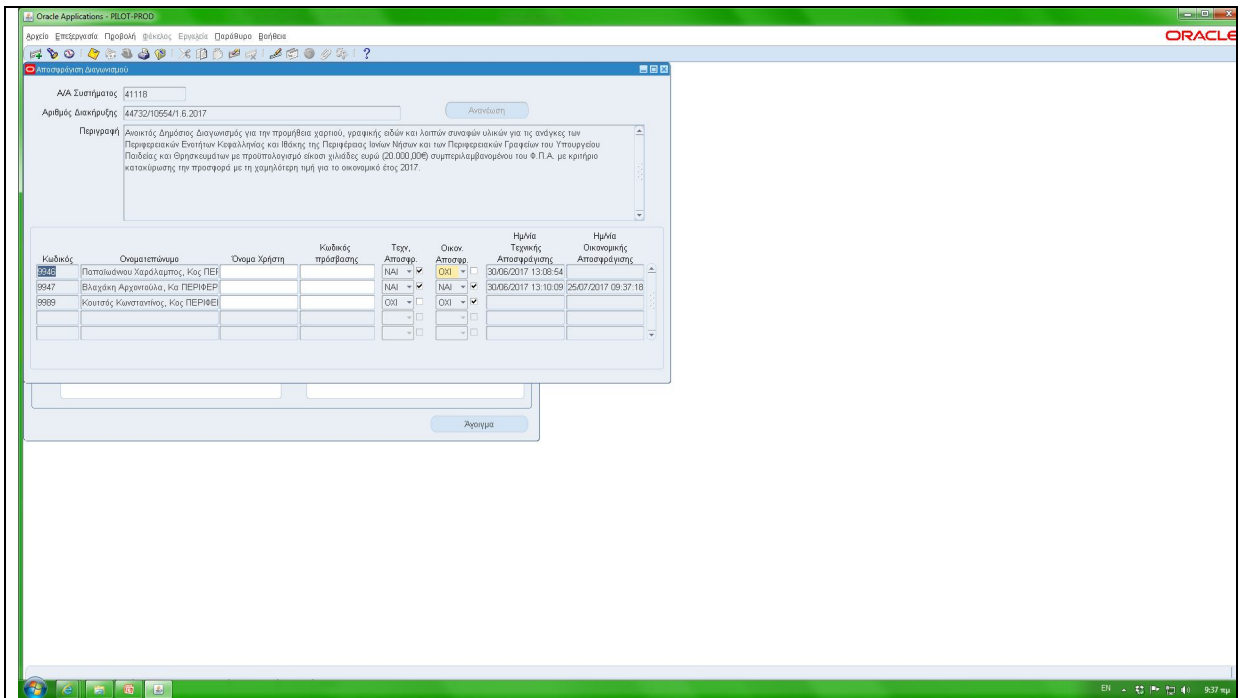 Oracle Applications - PILOT-PROD
Αρχείο Επεξεργασία Προβολή Φάκελος Εργαλεία Παράθυρο Βοήθεια
ORACLE
Αποσφράγιση Διαγωνισμού
Α/Α Συστήματος 41118
Αριθμός Διακήρυξης 44732/10554/1.6.2017
Ανανέωση
Περιγραφή Ανοικτός Δημόσιος Διαγωνισμός για την προμήθεια χαρτιού, γραφικής ειδών και λοιπών συναφών υλικών για τις ανάγκες των
Περιφερειακών Ενοτήτων Κεφαλληνίας και Ιθάκης της Περιφέρειας Ιονίων Νήσων και των Περιφερειακών Γραφείων του Υπουργείου
Παιδείας και Θρησκευμάτων με προϋπολογισμό είκοσι χιλιάδες ευρώ (20.000,00€) συμπεριλαμβανομένου του Φ.Π.Α. με κριτήριο
κατακύρωσης την προσφορά με τη χαμηλότερη τιμή για το οικονομικό έτος 2017.
Ημ/νία Ημ/νία
Κωδικός Τεχν, Οικον. Τεχνικής Οικονομικής
Κωδικός Ονοματεπώνυμο Όνομα Χρήστη πρόσβασης Αποσφρ. Αποσφρ. Αποσφράγισης Αποσφράγισης
9946 Παπαϊωάννου Χαράλαμπος, Κος ΠΕΡ ΝΑΙ ΟΧΙ 30/06/2017 13:08:54
9947 Βλαχάκη Αρχοντούλα, Κα ΠΕΡΙΦΕΡ ΝΑΙ ΝΑΙ 30/06/2017 13:10:09 25/07/2017 09:37:18
9989 Κουτσός Κωνσταντίνος, Κος ΠΕΡΙΦΕΙ ΟΧΙ ΟΧΙ
Άνοιγμα
EN 9:37 πμ